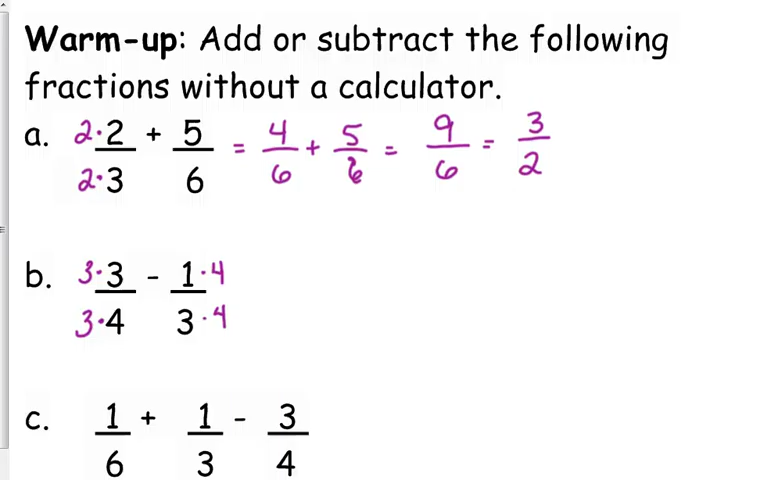 Warm-up: Add or subtract the following
fractions without a calculator.
a. 2·2/2·3 + 5/6 = 4/6 + 5/6 = 9/6 = 3/2
b. 3·3/3·4 - 1·4/3·4
c. 1/6 + 1/3 - 3/4